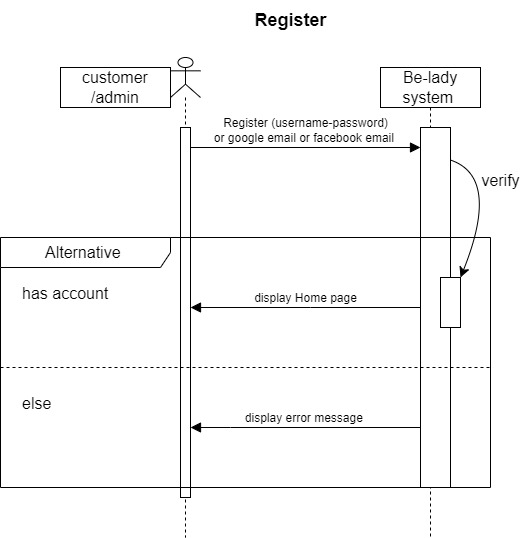 Register
customer
/admin
Be-lady
system
Register (username-password)
or google email or facebook email
verify
Alternative
has account
display Home page
else
display error message